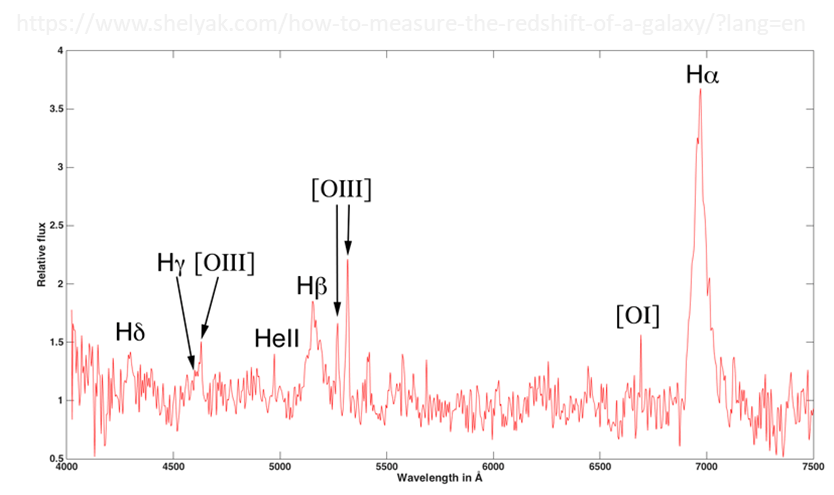 https://www.shelyak.com/how-to-measure-the-redshift-of-a-galaxy/?lang=en
4
3.5
3
2.5
2
1.5
1
0.5
Relative flux
Hα
[OIII]
Hγ [OIII]
Hβ
[OI]
Hδ
HeII
4000 4500 5000 5500 6000 6500 7000 7500
Wavelength in Å